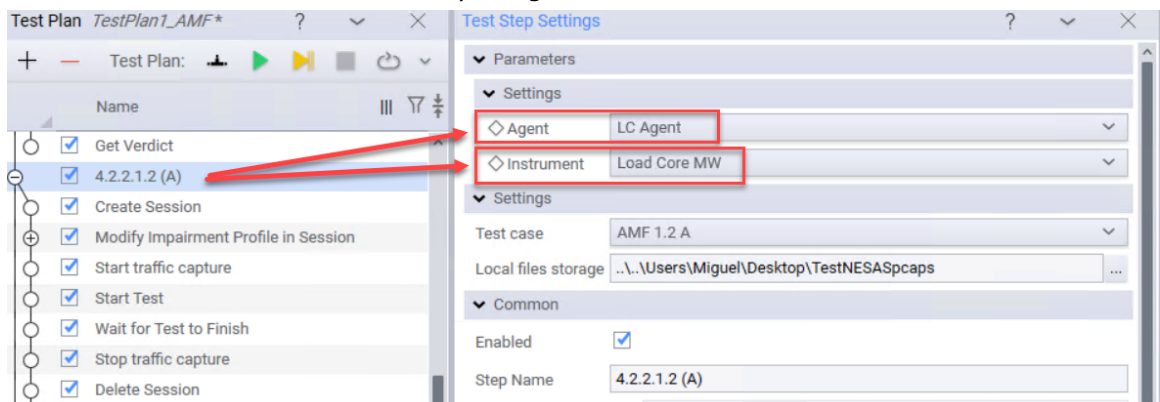 Test Plan TestPlan1_AMF* ?
Test Plan:
Name
Get Verdict
4.2.2.1.2 (A)
Create Session
Modify Impairment Profile in Session
Start traffic capture
Start Test
Wait for Test to Finish
Stop traffic capture
Delete Session
Test Step Settings ?
Parameters
Settings
Agent LC Agent
Instrument Load Core MW
Settings
Test case AMF 1.2 A
Local files storage ..\..\Users\Miguel\Desktop\TestNESASpcaps ...
Common
Enabled
Step Name 4.2.2.1.2 (A)